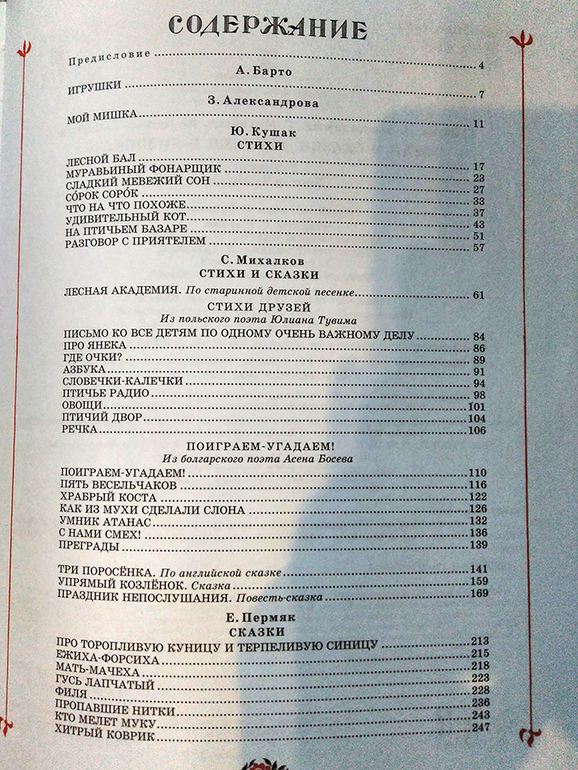 СОДЕРЖАНИЕ
Предисловие 4
А. Барто
ИГРУШКИ 7
З. Александрова
МОЙ МИШКА 11
Ю. Кушак
СТИХИ
ЛЕСНОЙ БАЛ 17
МУРАВЬИНЫЙ ФОНАРЩИК 23
СЛАДКИЙ МЕВЕЖИЙ СОН 27
СО́РОК СОРО́К 33
ЧТО НА ЧТО ПОХОЖЕ 37
УДИВИТЕЛЬНЫЙ КОТ 43
НА ПТИЧЬЕМ БАЗАРЕ 51
РАЗГОВОР С ПРИЯТЕЛЕМ 57
С. Михалков
СТИХИ И СКАЗКИ
ЛЕСНАЯ АКАДЕМИЯ. По старинной детской песенке 61
СТИХИ ДРУЗЕЙ
Из польского поэта Юлиана Тувима
ПИСЬМО КО ВСЕ ДЕТЯМ ПО ОДНОМУ ОЧЕНЬ ВАЖНОМУ ДЕЛУ 84
ПРО ЯНЕКА 86
ГДЕ ОЧКИ? 89
АЗБУКА 91
СЛОВЕЧКИ-КАЛЕЧКИ 94
ПТИЧЬЕ РАДИО 98
ОВОЩИ 101
ПТИЧИЙ ДВОР 104
РЕЧКА 106
ПОИГРАЕМ-УГАДАЕМ!
Из болгарского поэта Асена Босева
ПОИГРАЕМ-УГАДАЕМ! 110
ПЯТЬ ВЕСЕЛЬЧАКОВ 116
ХРАБРЫЙ КОСТА 122
КАК ИЗ МУХИ СДЕЛАЛИ СЛОНА 126
УМНИК АТАНАС 132
С НАМИ СМЕХ! 136
ПРЕГРАДЫ 139
ТРИ ПОРОСЁНКА. По английской сказке 141
УПРЯМЫЙ КОЗЛЁНОК. Сказка 159
ПРАЗДНИК НЕПОСЛУШАНИЯ. Повесть-сказка 169
Е. Пермяк
СКАЗКИ
ПРО ТОРОПЛИВУЮ КУНИЦУ И ТЕРПЕЛИВУЮ СИНИЦУ 213
ЕЖИХА-ФОРСИХА 215
МАТЬ-МАЧЕХА 218
ГУСЬ ЛАПЧАТЫЙ 223
ФИЛЯ 228
ПРОПАВШИЕ НИТКИ 236
КТО МЕЛЕТ МУКУ 243
ХИТРЫЙ КОВРИК 247